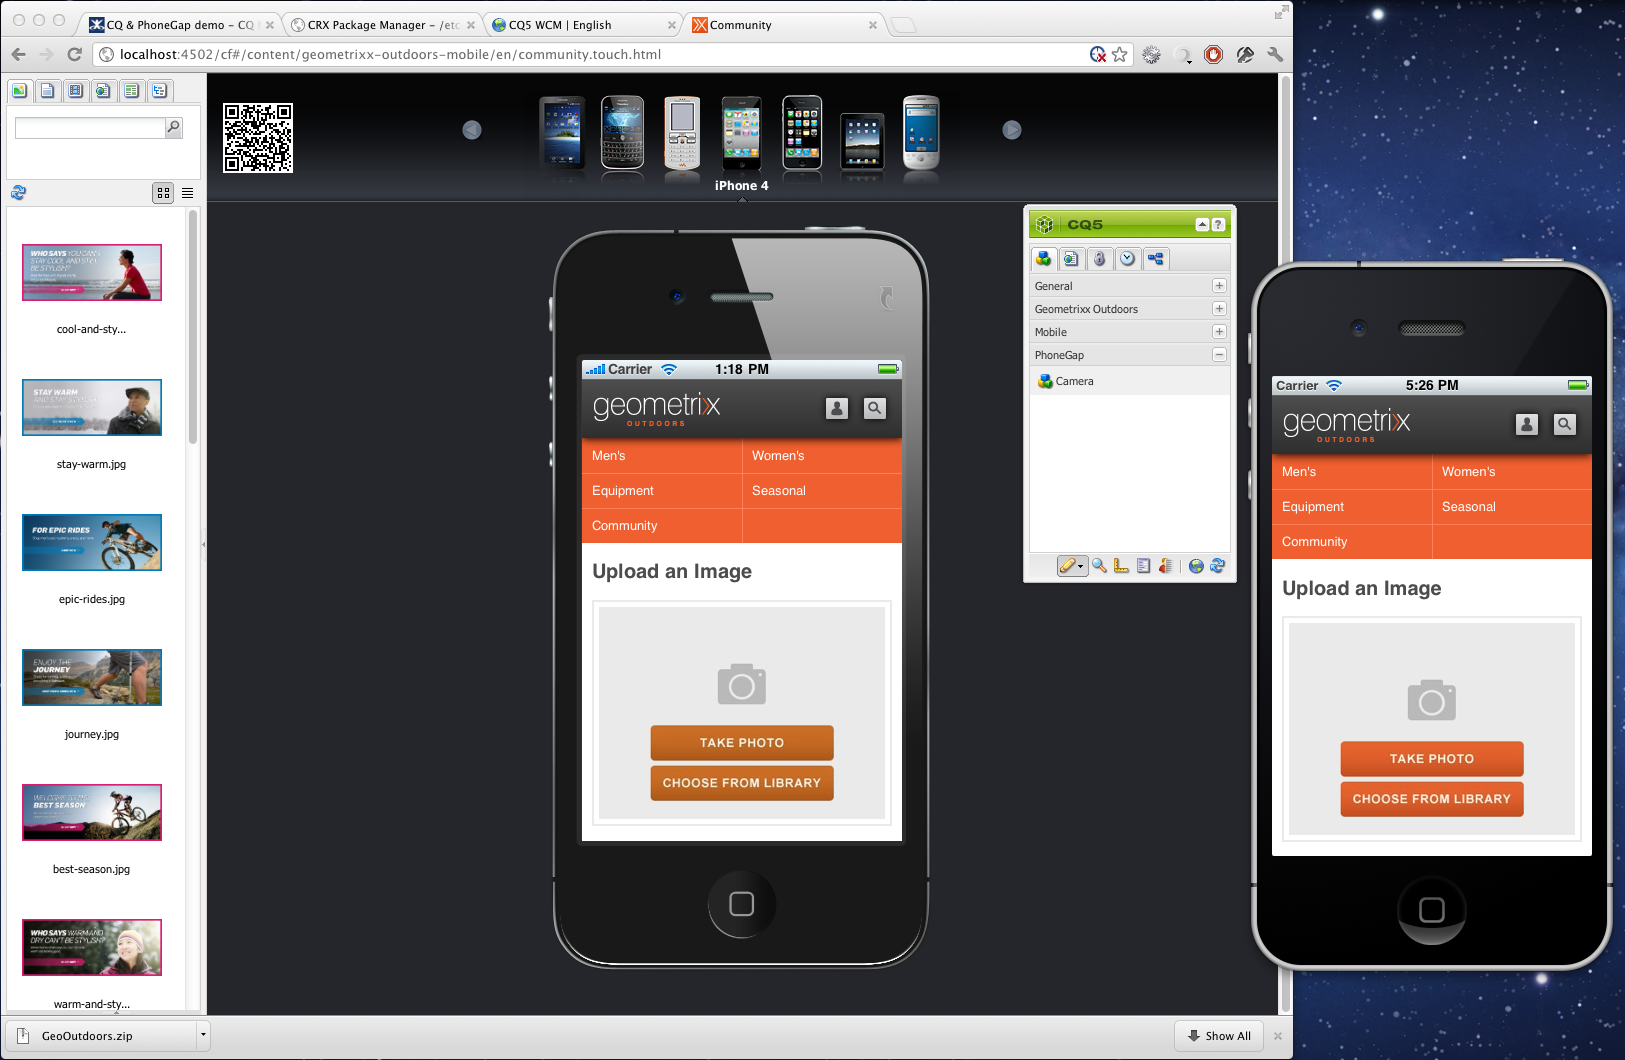 CQ & PhoneGap demo – CQ
CRX Package Manager – /etc
CQ5 WCM | English
Community
localhost:4502/cf#/content/geometrixx-outdoors-mobile/en/community.touch.html
iPhone 4
WHO SAYS YOU CAN'T
STAY COOL AND STAY
BE STYLISH?
cool-and-sty...
STAY WARM
AND STAY STYLISH
stay-warm.jpg
FOR EPIC RIDES
epic-rides.jpg
ENJOY THE
JOURNEY
journey.jpg
WELCOME TO THE
BEST SEASON
best-season.jpg
WHO SAYS WARM AND
DRY CAN'T BE STYLISH?
warm-and-sty...
Carrier
1:18 PM
geometrixx
OUTDOORS
Men's
Women's
Equipment
Seasonal
Community
Upload an Image
TAKE PHOTO
CHOOSE FROM LIBRARY
CQ5
General
Geometrixx Outdoors
Mobile
PhoneGap
Camera
Carrier
5:26 PM
geometrixx
OUTDOORS
Men's
Women's
Equipment
Seasonal
Community
Upload an Image
TAKE PHOTO
CHOOSE FROM LIBRARY
GeoOutdoors.zip
Show All